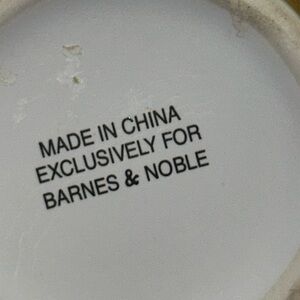 MADE IN CHINA
EXCLUSIVELY FOR
BARNES & NOBLE